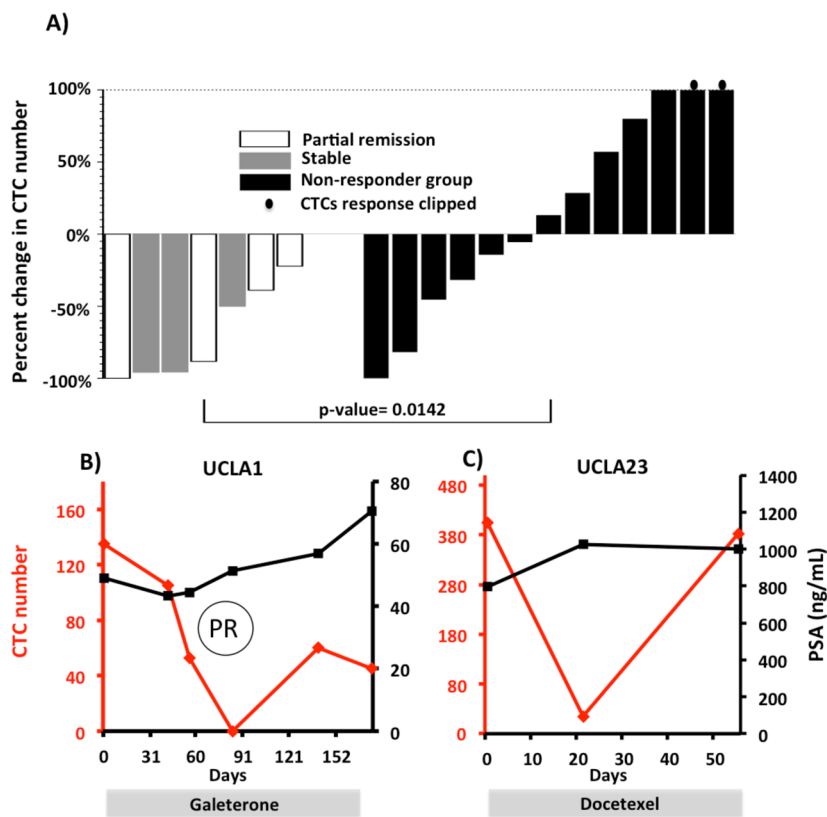 A)
Percent change in CTC number
100%
50%
0%
-50%
-100%
Partial remission
Stable
Non-responder group
CTCs response clipped
p-value= 0.0142
B)
UCLA1
CTC number
160
120
80
40
0
80
60
40
20
0
PR
0 31 60 91 121 152
Days
Galeterone
C)
UCLA23
480
380
280
180
80
0
1400
1200
1000
800
600
400
200
0
PSA (ng/mL)
0 10 20 30 40 50
Days
Docetexel